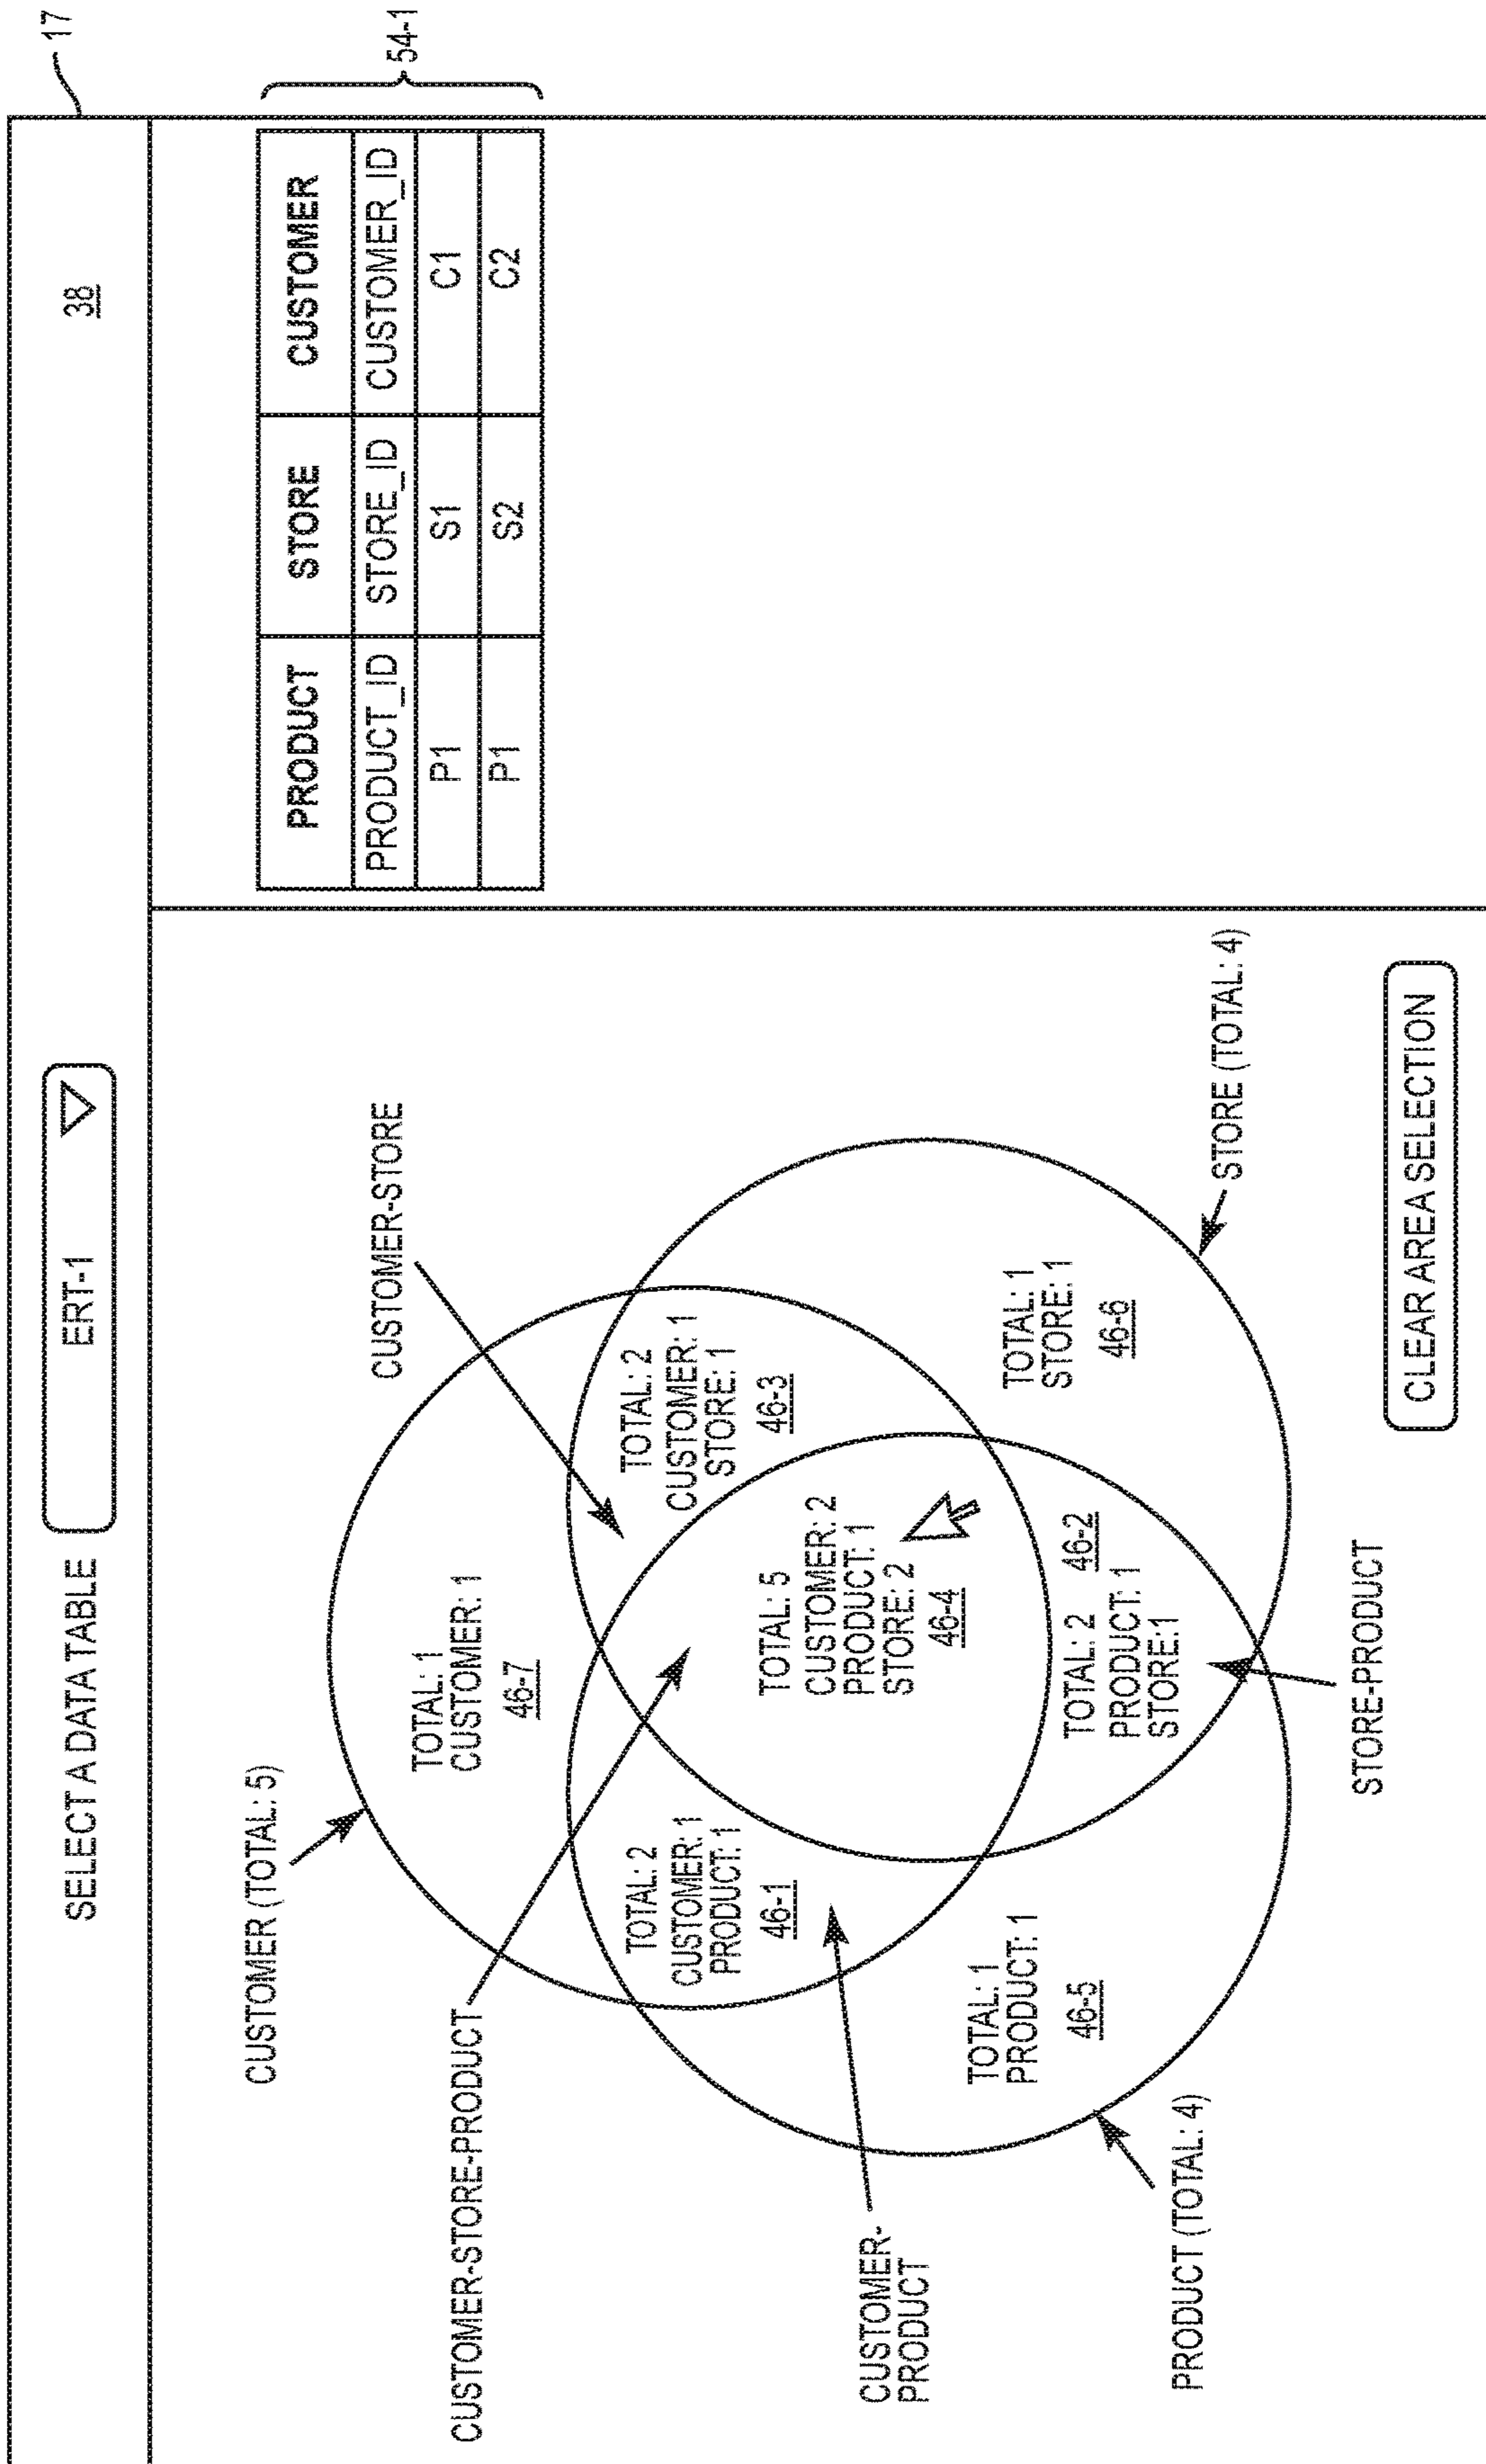 17
SELECT A DATA TABLE
ERT-1
38
CUSTOMER (TOTAL: 5)
CUSTOMER-STORE
CUSTOMER-STORE-PRODUCT
TOTAL: 1
CUSTOMER: 1
46-7
TOTAL: 2
CUSTOMER: 1
PRODUCT: 1
46-1
TOTAL: 2
CUSTOMER: 1
STORE: 1
46-3
TOTAL: 5
CUSTOMER: 2
PRODUCT: 1
STORE: 2
46-4
CUSTOMER-
PRODUCT
TOTAL: 1
PRODUCT: 1
46-5
TOTAL: 2
PRODUCT: 1
STORE:1
46-2
TOTAL: 1
STORE: 1
46-6
PRODUCT (TOTAL: 4)
STORE-PRODUCT
STORE (TOTAL: 4)
CLEAR AREA SELECTION
PRODUCT STORE CUSTOMER
PRODUCT_ID STORE_ID CUSTOMER_ID
P1 S1 C1
P1 S2 C2
54-1